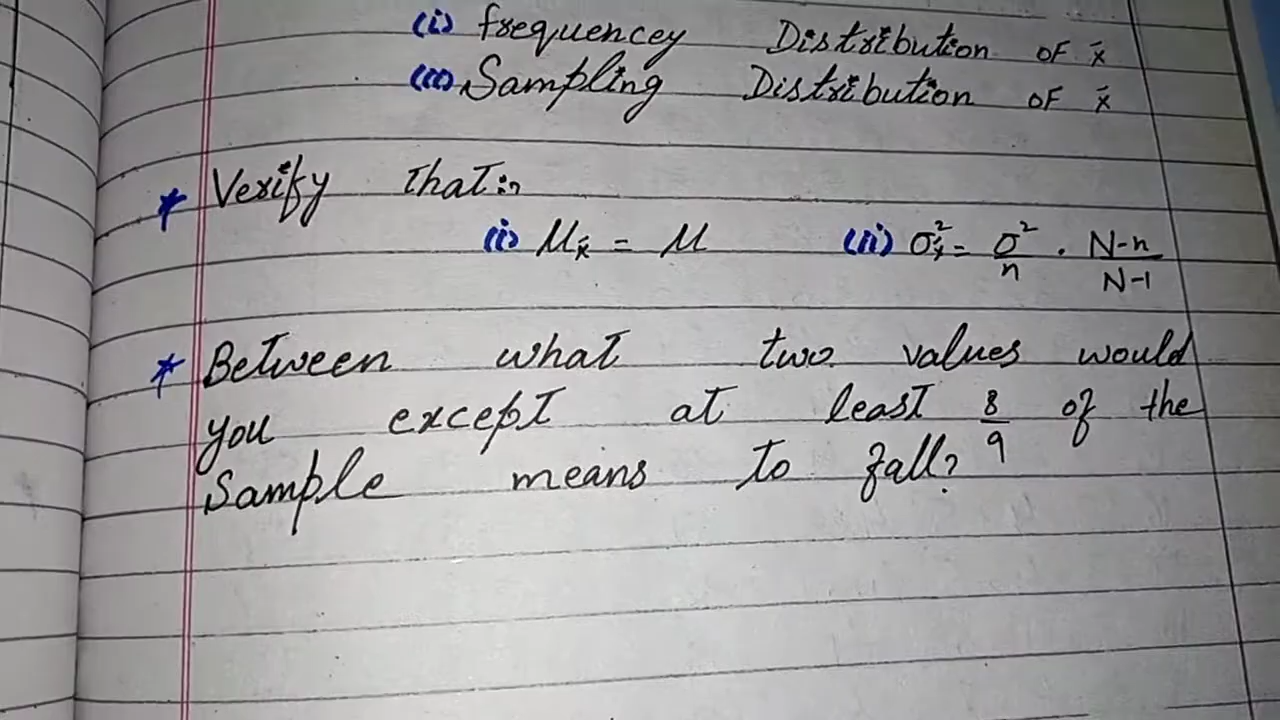 (i) frequencey Distribution OF x̄
(ii) Sampling Distribution OF x̄
* Verify that:-
(i) μx̄ = μ (ii) σ²x̄ = σ²/n . N-n/N-1
* Between what two values would
you except at least 8/9 of the
Sample means to fall?